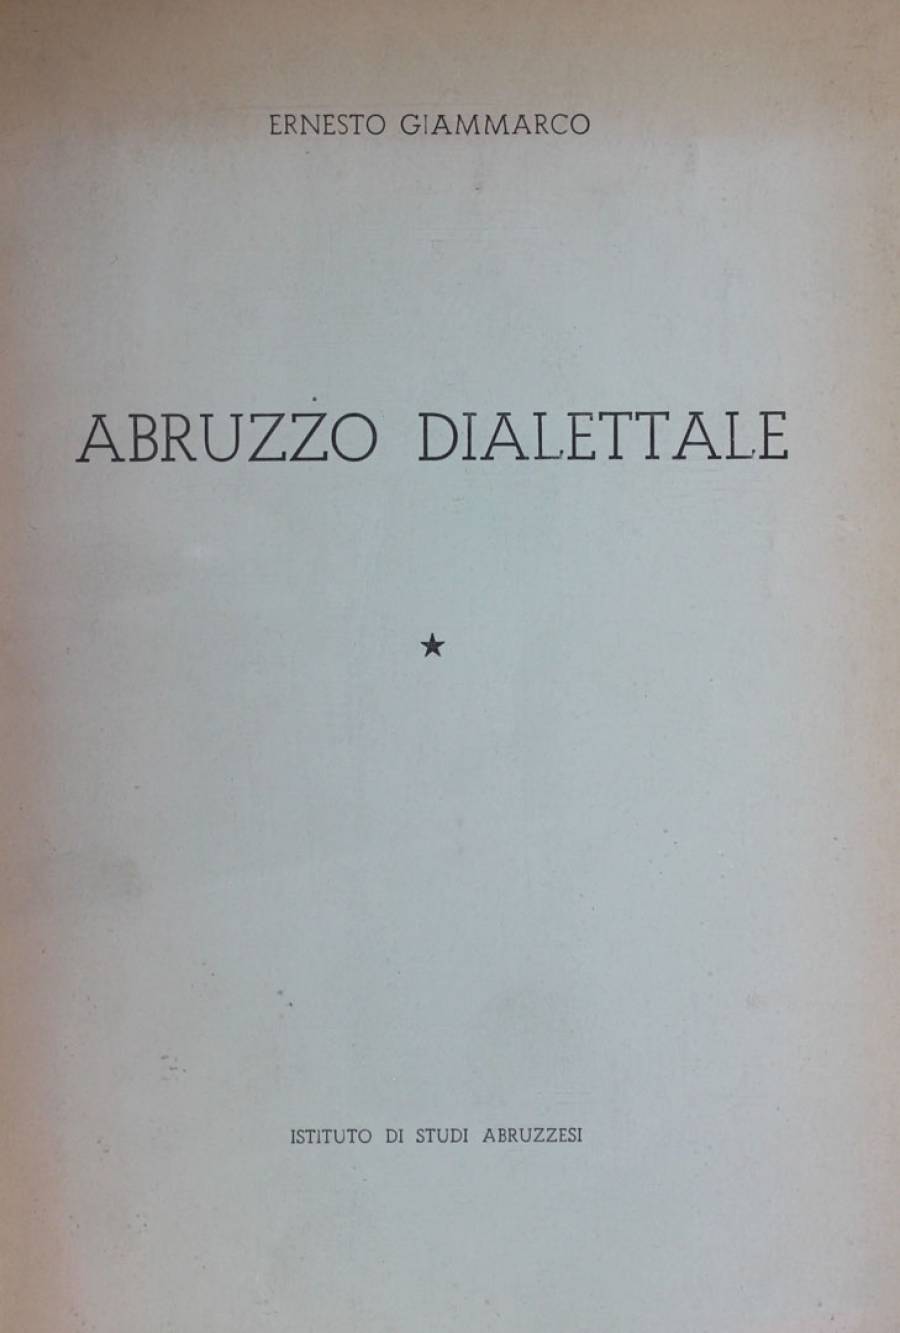 ERNESTO GIAMMARCO
ABRUZZO DIALETTALE
★
ISTITUTO DI STUDI ABRUZZESI